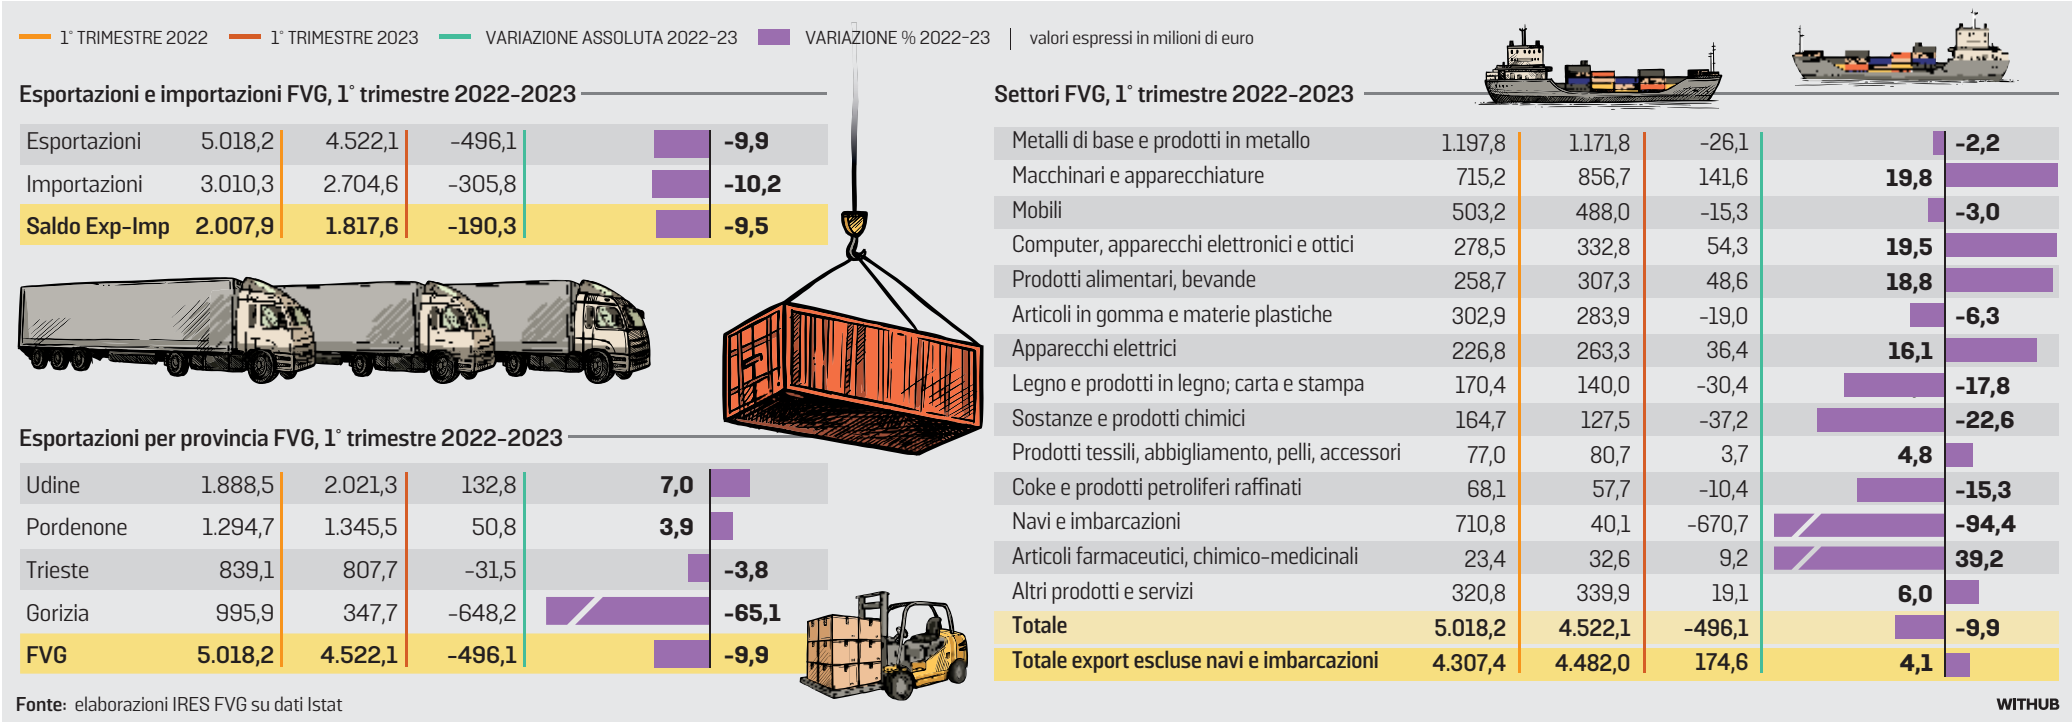 1° TRIMESTRE 2022 1° TRIMESTRE 2023 VARIAZIONE ASSOLUTA 2022-23 VARIAZIONE % 2022-23 valori espressi in milioni di euro
Esportazioni e importazioni FVG, 1° trimestre 2022-2023
Esportazioni 5.018,2 4.522,1 -496,1 -9,9
Importazioni 3.010,3 2.704,6 -305,8 -10,2
Saldo Exp-Imp 2.007,9 1.817,6 -190,3 -9,5
Esportazioni per provincia FVG, 1° trimestre 2022-2023
Udine 1.888,5 2.021,3 132,8 7,0
Pordenone 1.294,7 1.345,5 50,8 3,9
Trieste 839,1 807,7 -31,5 -3,8
Gorizia 995,9 347,7 -648,2 -65,1
FVG 5.018,2 4.522,1 -496,1 -9,9
Fonte: elaborazioni IRES FVG su dati Istat
Settori FVG, 1° trimestre 2022-2023
Metalli di base e prodotti in metallo 1.197,8 1.171,8 -26,1 -2,2
Macchinari e apparecchiature 715,2 856,7 141,6 19,8
Mobili 503,2 488,0 -15,3 -3,0
Computer, apparecchi elettronici e ottici 278,5 332,8 54,3 19,5
Prodotti alimentari, bevande 258,7 307,3 48,6 18,8
Articoli in gomma e materie plastiche 302,9 283,9 -19,0 -6,3
Apparecchi elettrici 226,8 263,3 36,4 16,1
Legno e prodotti in legno; carta e stampa 170,4 140,0 -30,4 -17,8
Sostanze e prodotti chimici 164,7 127,5 -37,2 -22,6
Prodotti tessili, abbigliamento, pelli, accessori 77,0 80,7 3,7 4,8
Coke e prodotti petroliferi raffinati 68,1 57,7 -10,4 -15,3
Navi e imbarcazioni 710,8 40,1 -670,7 -94,4
Articoli farmaceutici, chimico-medicinali 23,4 32,6 9,2 39,2
Altri prodotti e servizi 320,8 339,9 19,1 6,0
Totale 5.018,2 4.522,1 -496,1 -9,9
Totale export escluse navi e imbarcazioni 4.307,4 4.482,0 174,6 4,1
WITHUB